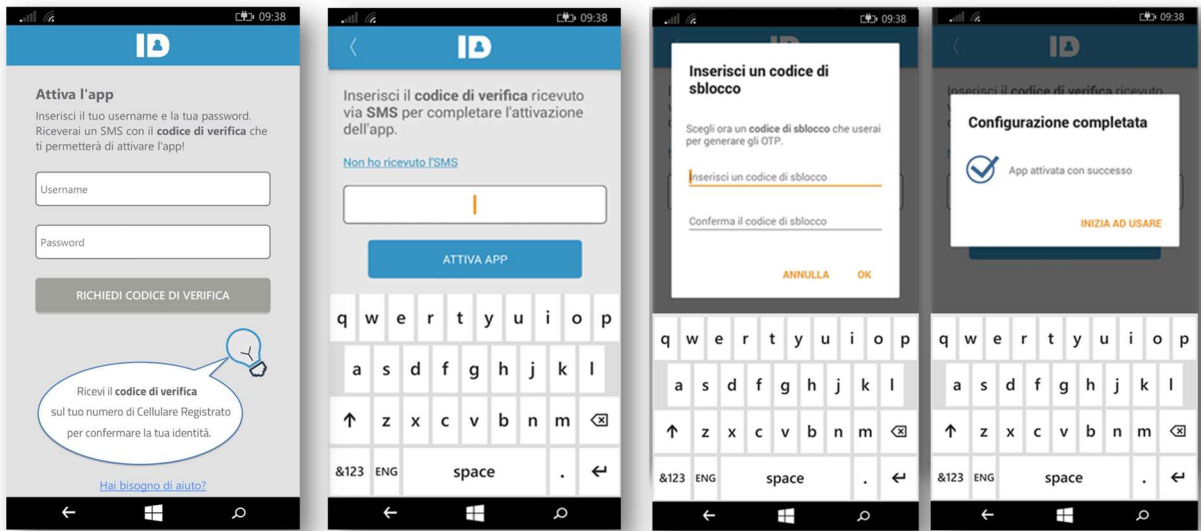 09:38
ID
Attiva l'app
Inserisci il tuo username e la tua password.
Riceverai un SMS con il codice di verifica che
ti permetterà di attivare l'app!
Username
Password
RICHIEDI CODICE DI VERIFICA
Ricevi il codice di verifica
sul tuo numero di Cellulare Registrato
per confermare la tua identità.
Hai bisogno di aiuto?
09:38
ID
Inserisci il codice di verifica ricevuto
via SMS per completare l'attivazione
dell'app.
Non ho ricevuto l'SMS
ATTIVA APP
q w e r t y u i o p
a s d f g h j k l
z x c v b n m
&123 ENG space .
09:38
Inserisci un codice di
sblocco
Scegli ora un codice di sblocco che userai
per generare gli OTP.
Inserisci un codice di sblocco
Conferma il codice di sblocco
ANNULLA OK
q w e r t y u i o p
a s d f g h j k l
z x c v b n m
&123 ENG space .
09:38
ID
Inserisci il codice di verifica ricevuto
Configurazione completata
App attivata con successo
INIZIA AD USARE
q w e r t y u i o p
a s d f g h j k l
z x c v b n m
&123 ENG space .